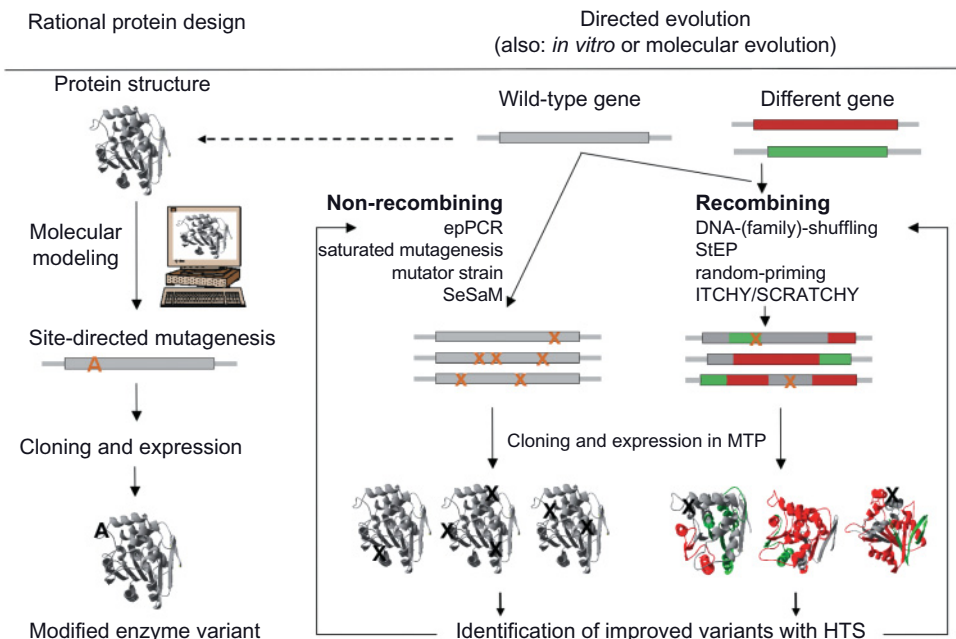 Rational protein design
Directed evolution
(also: in vitro or molecular evolution)
Protein structure
Wild-type gene
Different gene
Molecular
modeling
Non-recombining
epPCR
saturated mutagenesis
mutator strain
SeSaM
Recombining
DNA-(family)-shuffling
StEP
random-priming
ITCHY/SCRATCHY
Site-directed mutagenesis
A
X
X X X
X X
X
X
Cloning and expression
Cloning and expression in MTP
A
X
X X X
X X
X
X
Modified enzyme variant
Identification of improved variants with HTS